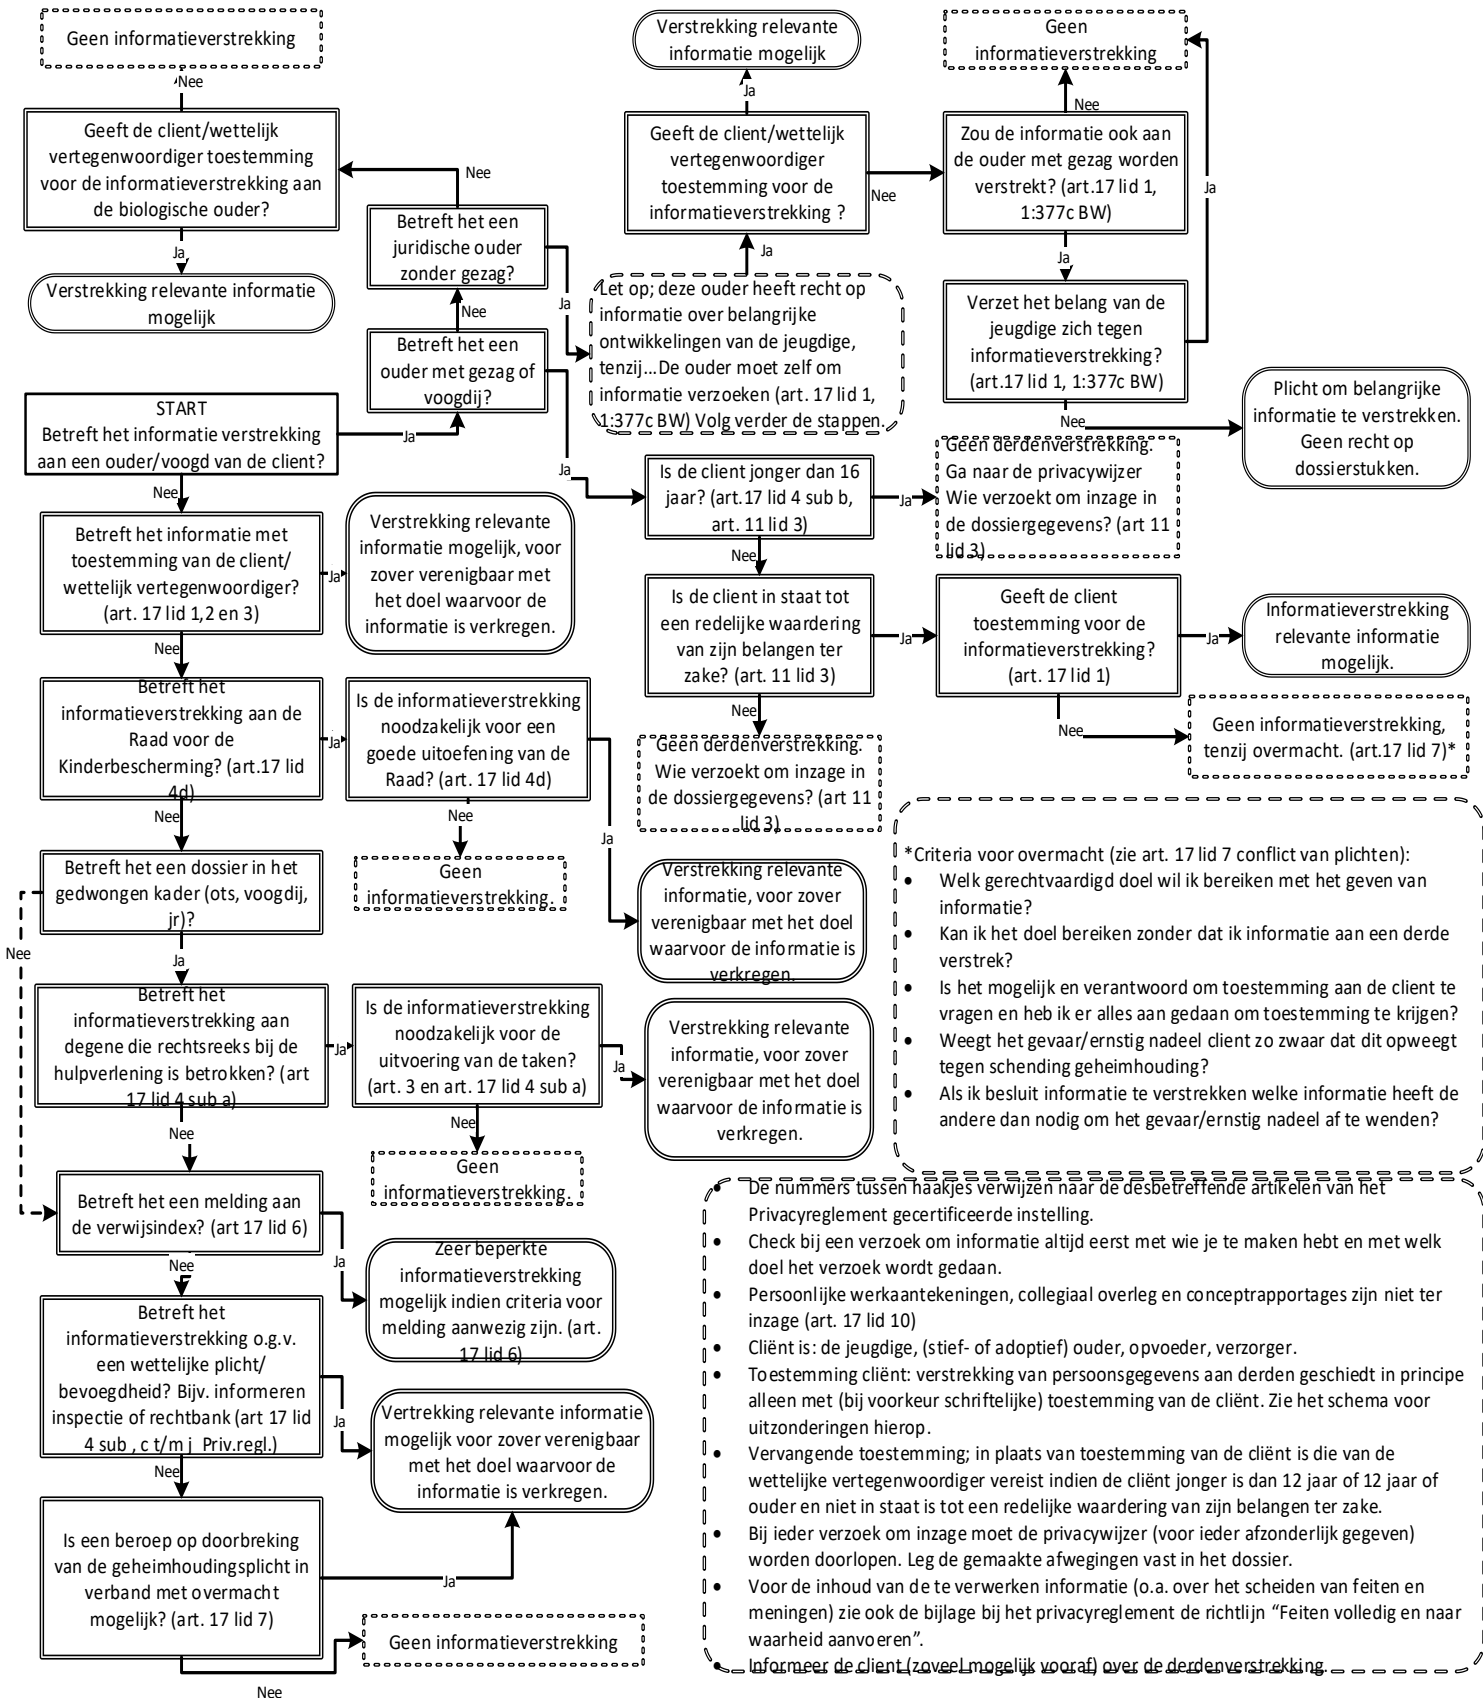 Geen informatieverstrekking
Nee
Geeft de client/wettelijk
vertegenwoordiger toestemming
voor de informatieverstrekking aan
de biologische ouder?
Ja
Verstrekking relevante informatie
mogelijk
Nee
Betreft het een
juridische ouder
zonder gezag?
Ja
Nee
Betreft het een
ouder met gezag of
voogdij?
Ja
START
Betreft het informatie verstrekking
aan een ouder/voogd van de client?
Ja
Nee
Verstrekking relevante
informatie mogelijk
Ja
Geeft de client/wettelijk
vertegenwoordiger
toestemming voor de
informatieverstrekking ?
Nee
Ja
Let op; deze ouder heeft recht op
informatie over belangrijke
ontwikkelingen van de jeugdige,
tenzij...De ouder moet zelf om
informatie verzoeken (art. 17 lid 1,
1:377c BW) Volg verder de stappen.
Geen
informatieverstrekking
Nee
Zou de informatie ook aan
de ouder met gezag worden
verstrekt? (art.17 lid 1,
1:377c BW)
Ja
Ja
Verzet het belang van de
jeugdige zich tegen
informatieverstrekking?
(art.17 lid 1, 1:377c BW)
Nee
Plicht om belangrijke
informatie te verstrekken.
Geen recht op
dossierstukken.
Is de client jonger dan 16
jaar? (art.17 lid 4 sub b,
art. 11 lid 3)
Ja
Geen derdenverstrekking.
Ga naar de privacywijzer
Wie verzoekt om inzage in
de dossiergegevens? (art 11
lid 3)
Nee
Is de client in staat tot
een redelijke waardering
van zijn belangen ter
zake? (art. 11 lid 3)
Ja
Geeft de client
toestemming voor de
informatieverstrekking?
(art. 17 lid 1)
Ja
Informatieverstrekking
relevante informatie
mogelijk.
Nee
Geen informatieverstrekking,
tenzij overmacht. (art.17 lid 7)*
Nee
Geen derdenverstrekking.
Wie verzoekt om inzage in
de dossiergegevens? (art 11
lid 3)
Betreft het informatie met
toestemming van de client/
wettelijk vertegenwoordiger?
(art. 17 lid 1,2 en 3)
Ja
Verstrekking relevante
informatie mogelijk, voor
zover verenigbaar met
het doel waarvoor de
informatie is verkregen.
Nee
Betreft het
informatieverstrekking aan de
Raad voor de
Kinderbescherming? (art.17 lid
4d)
Ja
Is de informatieverstrekking
noodzakelijk voor een
goede uitoefening van de
Raad? (art. 17 lid 4d)
Ja
Nee
Geen
informatieverstrekking.
Verstrekking relevante
informatie, voor zover
verenigbaar met het doel
waarvoor de informatie is
verkregen.
Nee
Betreft het een dossier in het
gedwongen kader (ots, voogdij,
jr)?
Nee
Ja
Betreft het
informatieverstrekking aan
degene die rechtsreeks bij de
hulpverlening is betrokken? (art
17 lid 4 sub a)
Ja
Is de informatieverstrekking
noodzakelijk voor de
uitvoering van de taken?
(art. 3 en art. 17 lid 4 sub a)
Ja
Verstrekking relevante
informatie, voor zover
verenigbaar met het doel
waarvoor de informatie is
verkregen.
Nee
Geen
informatieverstrekking.
Nee
Betreft het een melding aan
de verwijsindex? (art 17 lid 6)
Ja
Zeer beperkte
informatieverstrekking
mogelijk indien criteria voor
melding aanwezig zijn. (art.
17 lid 6)
Nee
Betreft het
informatieverstrekking o.g.v.
een wettelijke plicht/
bevoegdheid? Bijv. informeren
inspectie of rechtbank (art 17 lid
4 sub , c t/m j Priv.regl.)
Ja
Vertrekking relevante informatie
mogelijk voor zover verenigbaar
met het doel waarvoor de
informatie is verkregen.
Nee
Is een beroep op doorbreking
van de geheimhoudingsplicht in
verband met overmacht
mogelijk? (art. 17 lid 7)
Ja
Geen informatieverstrekking
Nee
*Criteria voor overmacht (zie art. 17 lid 7 conflict van plichten):
• Welk gerechtvaardigd doel wil ik bereiken met het geven van
informatie?
• Kan ik het doel bereiken zonder dat ik informatie aan een derde
verstrek?
• Is het mogelijk en verantwoord om toestemming aan de client te
vragen en heb ik er alles aan gedaan om toestemming te krijgen?
• Weegt het gevaar/ernstig nadeel client zo zwaar dat dit opweegt
tegen schending geheimhouding?
• Als ik besluit informatie te verstrekken welke informatie heeft de
andere dan nodig om het gevaar/ernstig nadeel af te wenden?
• De nummers tussen haakjes verwijzen naar de desbetreffende artikelen van het
Privacyreglement gecertificeerde instelling.
• Check bij een verzoek om informatie altijd eerst met wie je te maken hebt en met welk
doel het verzoek wordt gedaan.
• Persoonlijke werkaantekeningen, collegiaal overleg en conceptrapportages zijn niet ter
inzage (art. 17 lid 10)
• Cliënt is: de jeugdige, (stief- of adoptief) ouder, opvoeder, verzorger.
• Toestemming cliënt: verstrekking van persoonsgegevens aan derden geschiedt in principe
alleen met (bij voorkeur schriftelijke) toestemming van de cliënt. Zie het schema voor
uitzonderingen hierop.
• Vervangende toestemming; in plaats van toestemming van de cliënt is die van de
wettelijke vertegenwoordiger vereist indien de cliënt jonger is dan 12 jaar of 12 jaar of
ouder en niet in staat is tot een redelijke waardering van zijn belangen ter zake.
• Bij ieder verzoek om inzage moet de privacywijzer (voor ieder afzonderlijk gegeven)
worden doorlopen. Leg de gemaakte afwegingen vast in het dossier.
• Voor de inhoud van de te verwerken informatie (o.a. over het scheiden van feiten en
meningen) zie ook de bijlage bij het privacyreglement de richtlijn “Feiten volledig en naar
waarheid aanvoeren”.
• Informeer de client (zoveel mogelijk vooraf) over de derdenverstrekking.